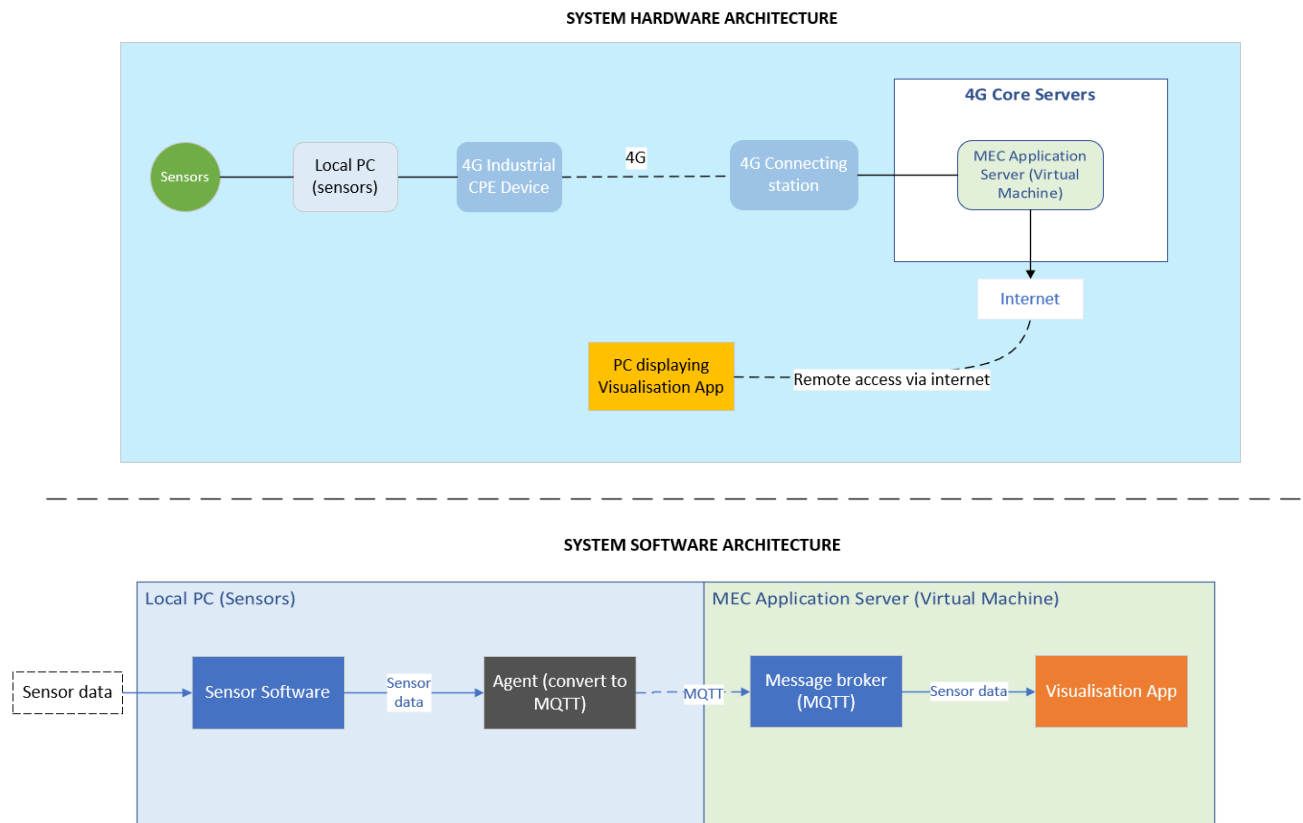 SYSTEM HARDWARE ARCHITECTURE
4G Core Servers
Sensors
Local PC
(sensors)
4G Industrial
CPE Device
4G
4G Connecting
station
MEC Application
Server (Virtual
Machine)
Internet
PC displaying
Visualisation App
Remote access via internet
SYSTEM SOFTWARE ARCHITECTURE
Local PC (Sensors)
MEC Application Server (Virtual Machine)
Sensor data
Sensor Software
Sensor
data
Agent (convert to
MQTT)
MQTT
Message broker
(MQTT)
Sensor data
Visualisation App